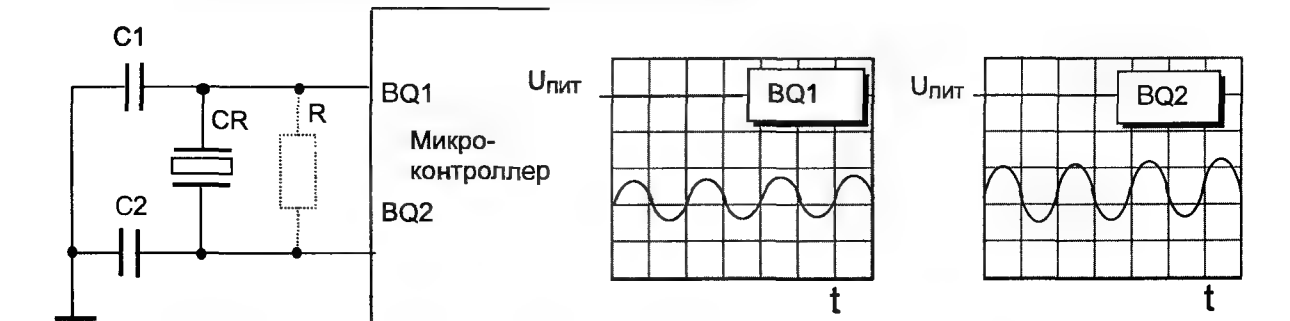 C1
CR
R
C2
BQ1
Микро-
контроллер
BQ2
Uпит
BQ1
t
Uпит
BQ2
t